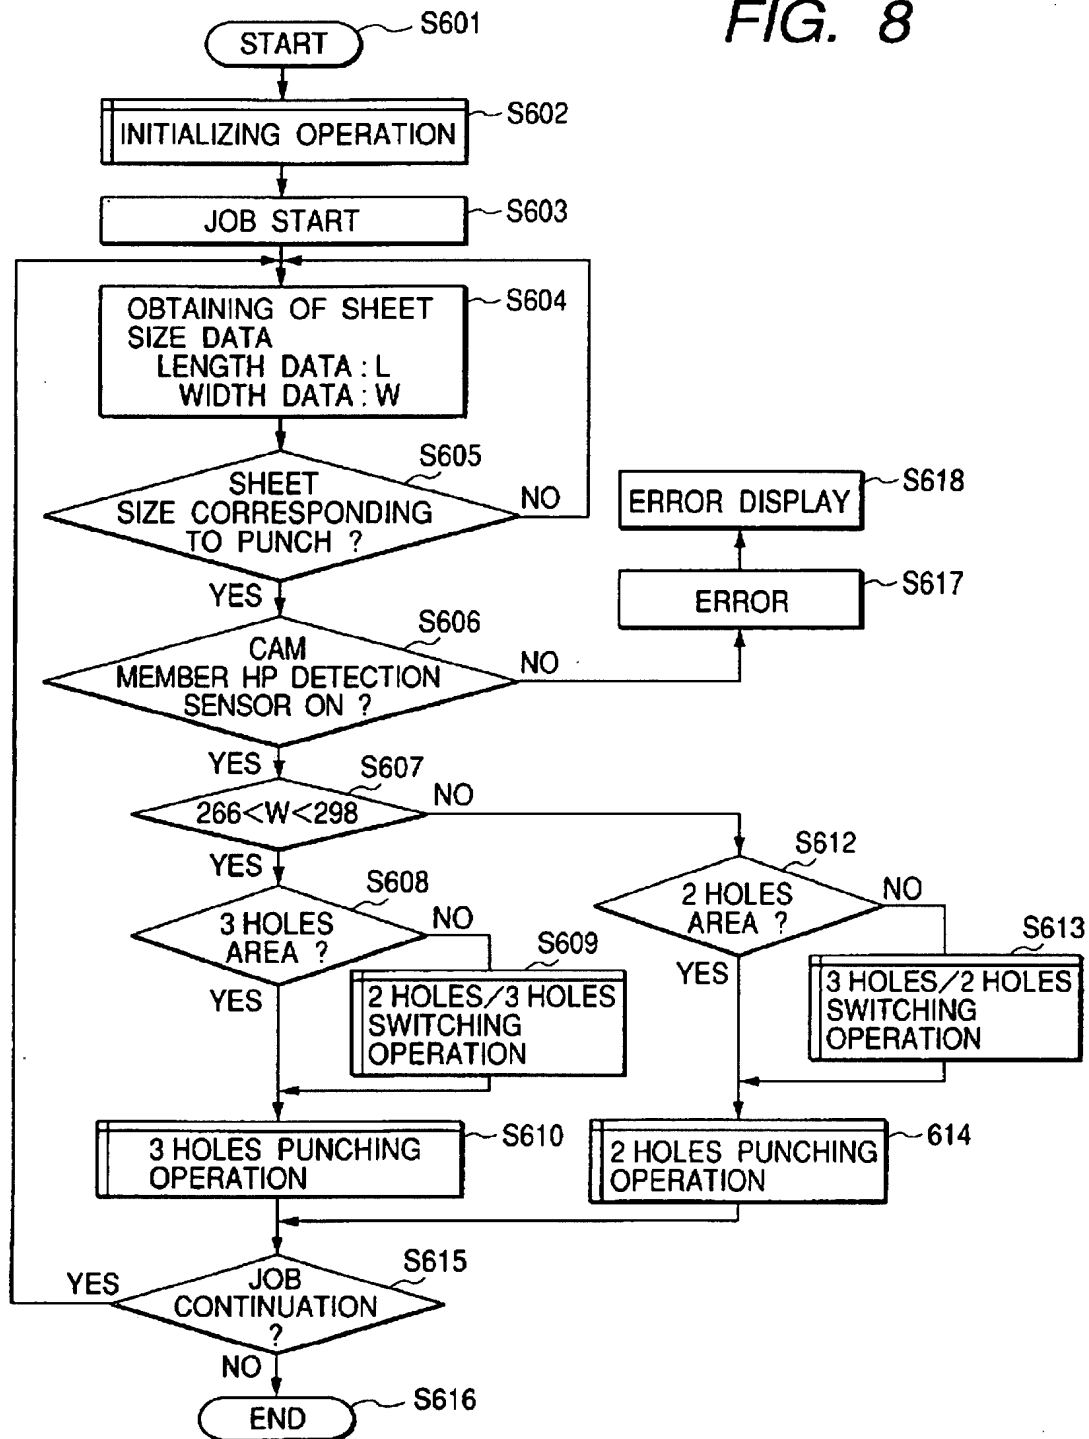 FIG. 8
START
S601
INITIALIZING OPERATION
S602
JOB START
S603
OBTAINING OF SHEET
SIZE DATA
LENGTH DATA : L
WIDTH DATA : W
S604
SHEET
SIZE CORRESPONDING
TO PUNCH ?
S605
NO
YES
CAM
MEMBER HP DETECTION
SENSOR ON ?
S606
NO
YES
ERROR DISPLAY
S618
ERROR
S617
266<W<298
S607
NO
YES
3 HOLES
AREA ?
S608
NO
YES
2 HOLES/3 HOLES
SWITCHING
OPERATION
S609
2 HOLES
AREA ?
S612
NO
YES
3 HOLES/2 HOLES
SWITCHING
OPERATION
S613
3 HOLES PUNCHING
OPERATION
S610
2 HOLES PUNCHING
OPERATION
614
JOB
CONTINUATION
?
S615
YES
NO
END
S616